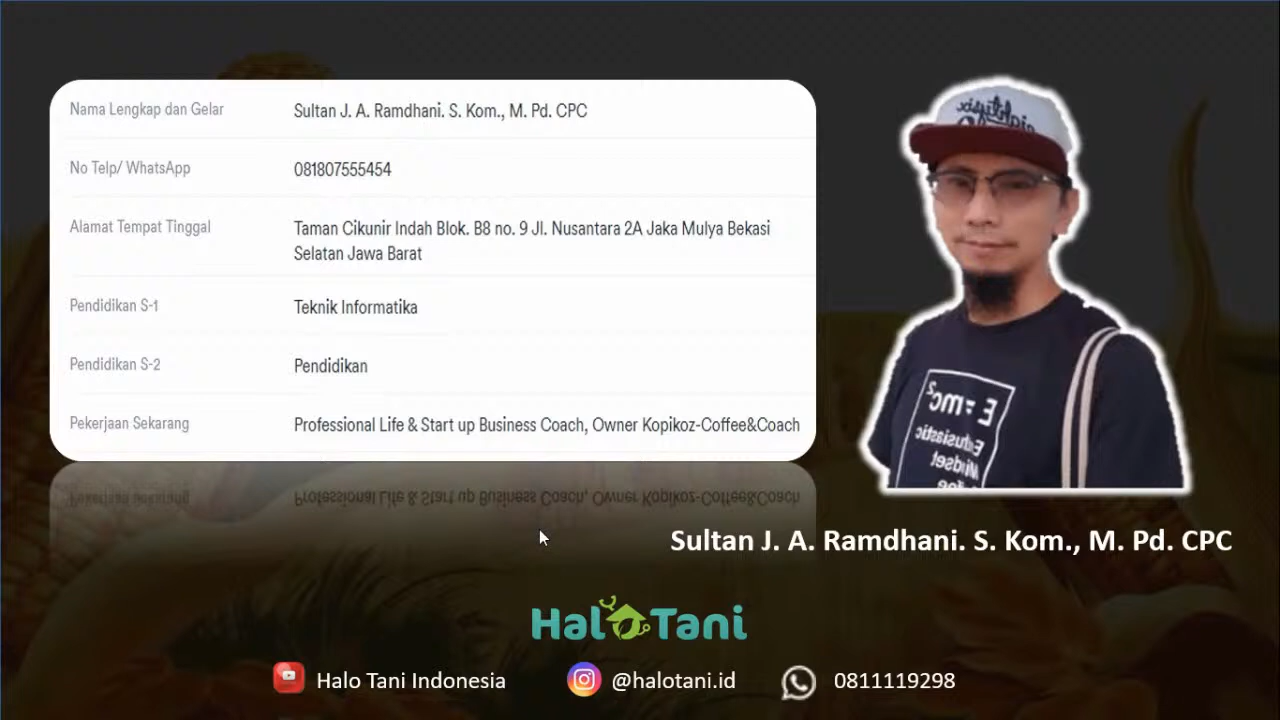 Nama Lengkap dan Gelar
Sultan J. A. Ramdhani. S. Kom., M. Pd. CPC
No Telp/ WhatsApp
081807555454
Alamat Tempat Tinggal
Taman Cikunir Indah Blok. B8 no. 9 Jl. Nusantara 2A Jaka Mulya Bekasi
Selatan Jawa Barat
Pendidikan S-1
Teknik Informatika
Pendidikan S-2
Pendidikan
Pekerjaan Sekarang
Professional Life & Start up Business Coach, Owner Kopikoz-Coffee&Coach
E=mc²
Mindset
Sultan J. A. Ramdhani. S. Kom., M. Pd. CPC
HaloTani
Halo Tani Indonesia
@halotani.id
0811119298